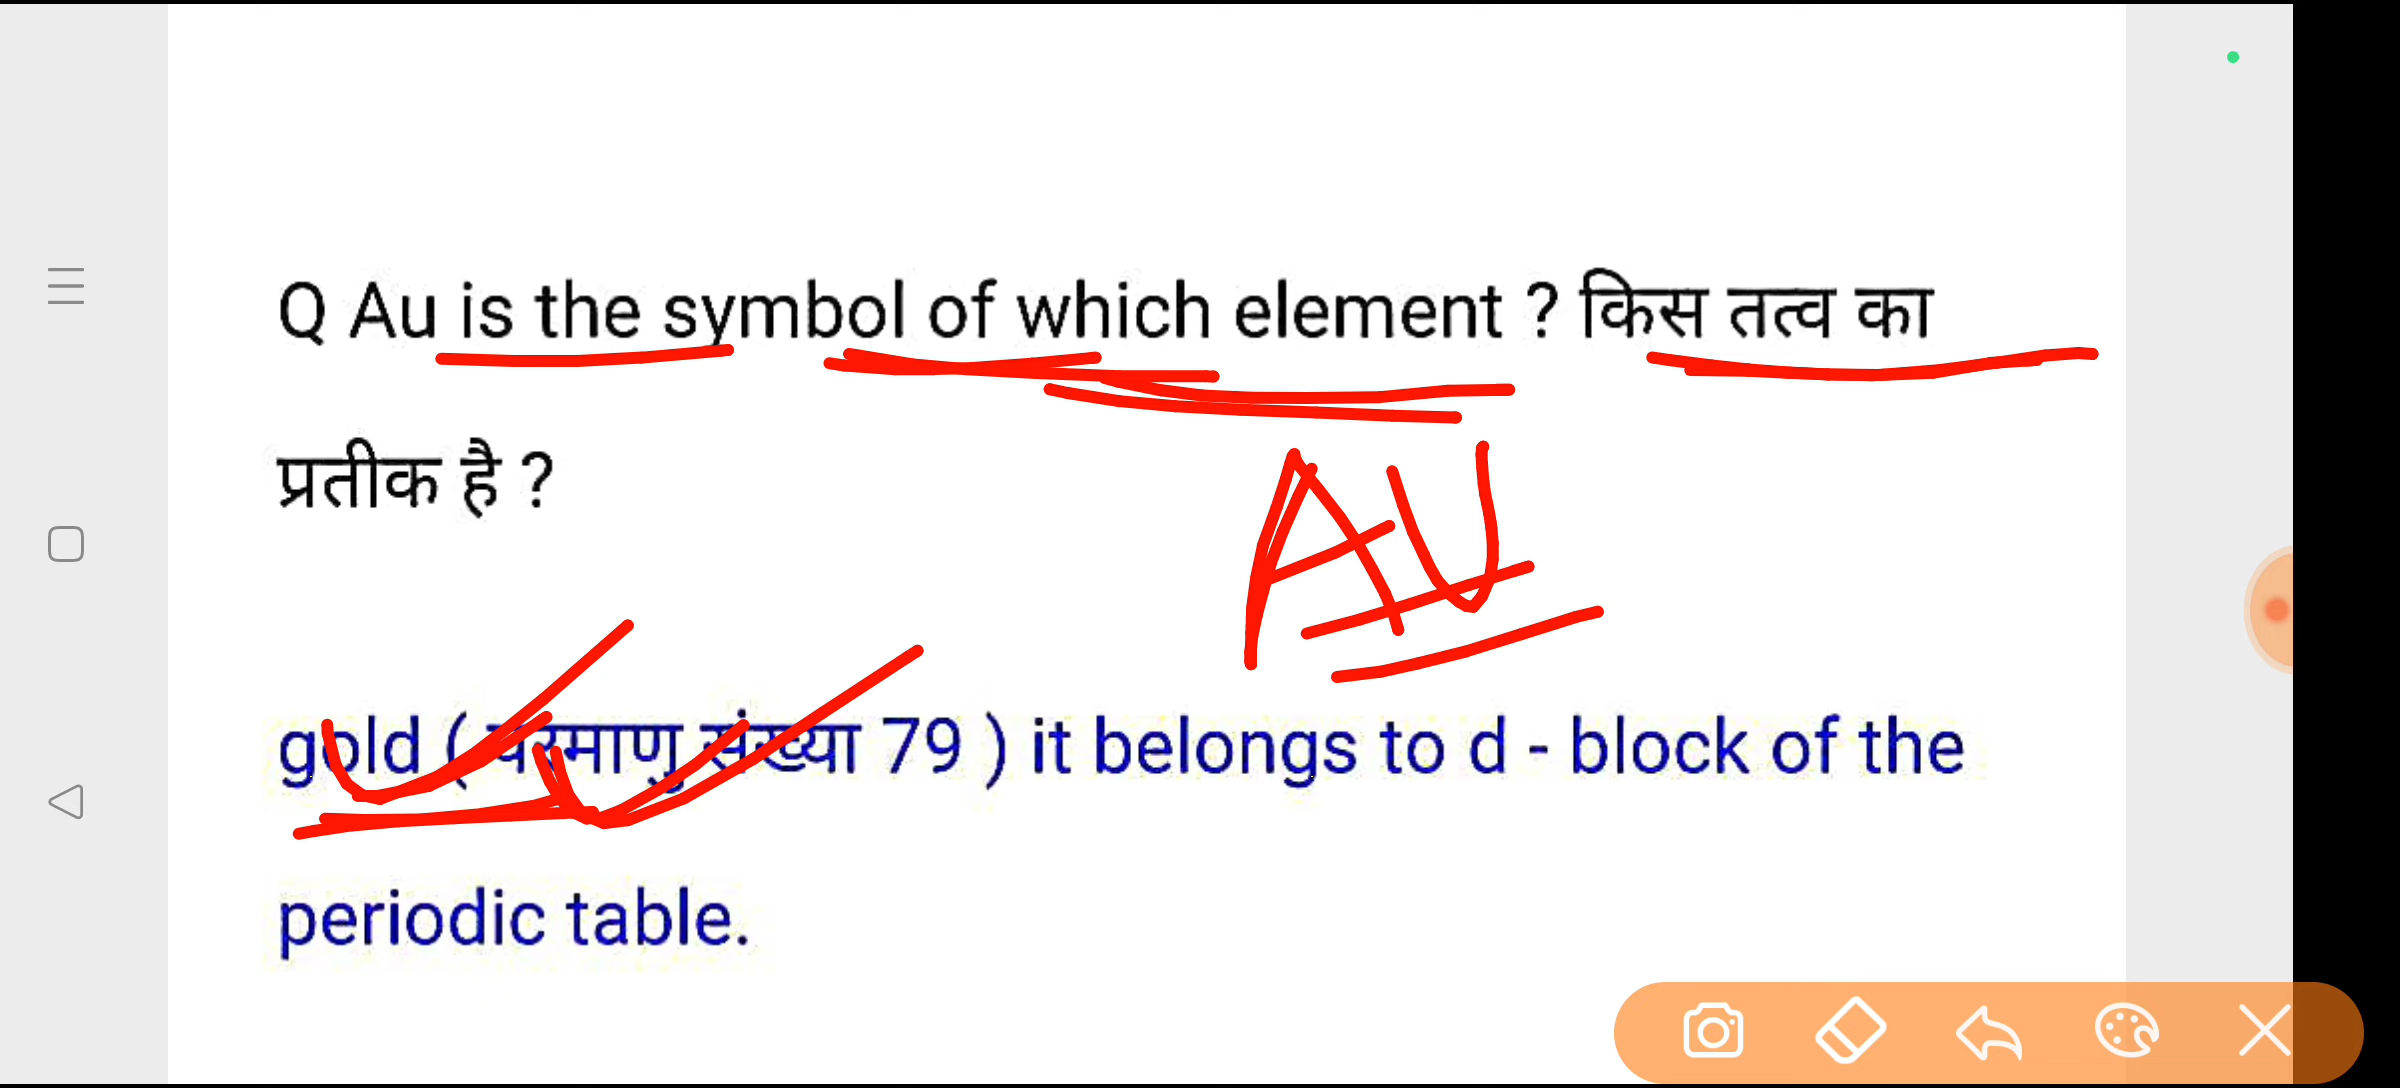 Q Au is the symbol of which element ? किस तत्व का
प्रतीक है ?
AU
gold ( परमाणु संख्या 79 ) it belongs to d - block of the
periodic table.